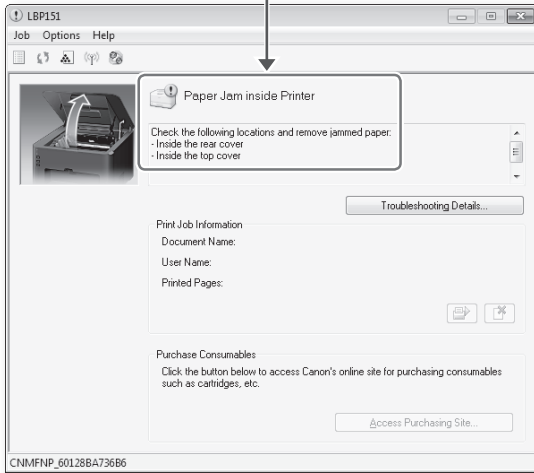 LBP151
Job Options Help
Paper Jam inside Printer
Check the following locations and remove jammed paper:
- Inside the rear cover
- Inside the top cover
Troubleshooting Details...
Print Job Information
Document Name:
User Name:
Printed Pages:
Purchase Consumables
Click the button below to access Canon's online site for purchasing consumables
such as cartridges, etc.
Access Purchasing Site...
CNMFNP_60128BA736B6